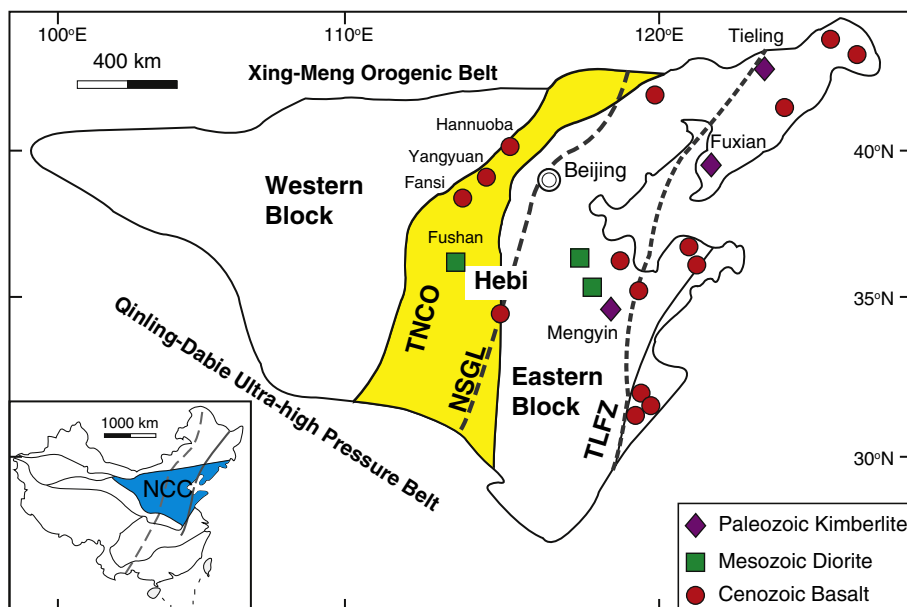 100°E
110°E
120°E
400 km
Xing-Meng Orogenic Belt
Tieling
Hannuoba
Yangyuan
Fansi
Fuxian
40°N
Beijing
Western
Block
Fushan
Hebi
35°N
TNCO
Mengyin
NSGL
Eastern
Block
TLFZ
Qinling-Dabie Ultra-high Pressure Belt
30°N
1000 km
NCC
Paleozoic Kimberlite
Mesozoic Diorite
Cenozoic Basalt